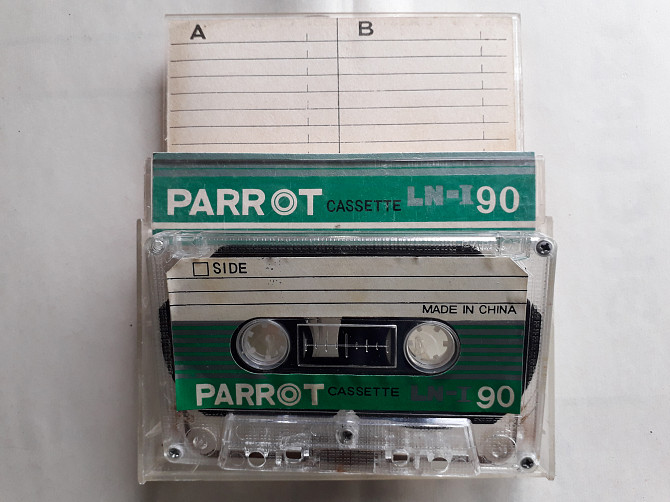 A B
PARROT CASSETTE LN-I 90
SIDE
MADE IN CHINA
PARROT CASSETTE LN-I 90